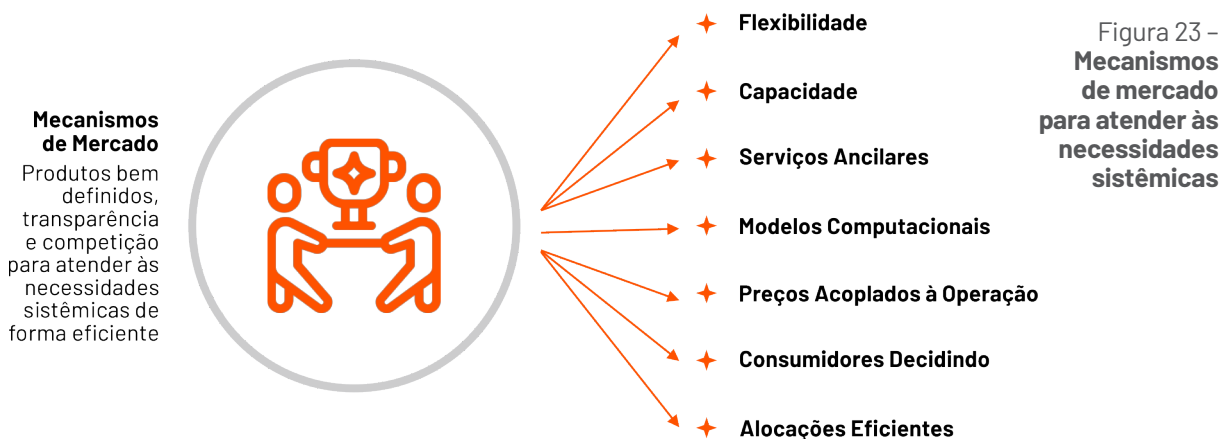 Mecanismos
de Mercado
Produtos bem
definidos,
transparência
e competição
para atender às
necessidades
sistêmicas de
forma eficiente
Flexibilidade
Capacidade
Serviços Ancilares
Modelos Computacionais
Preços Acoplados à Operação
Consumidores Decidindo
Alocações Eficientes
Figura 23 –
Mecanismos
de mercado
para atender às
necessidades
sistêmicas